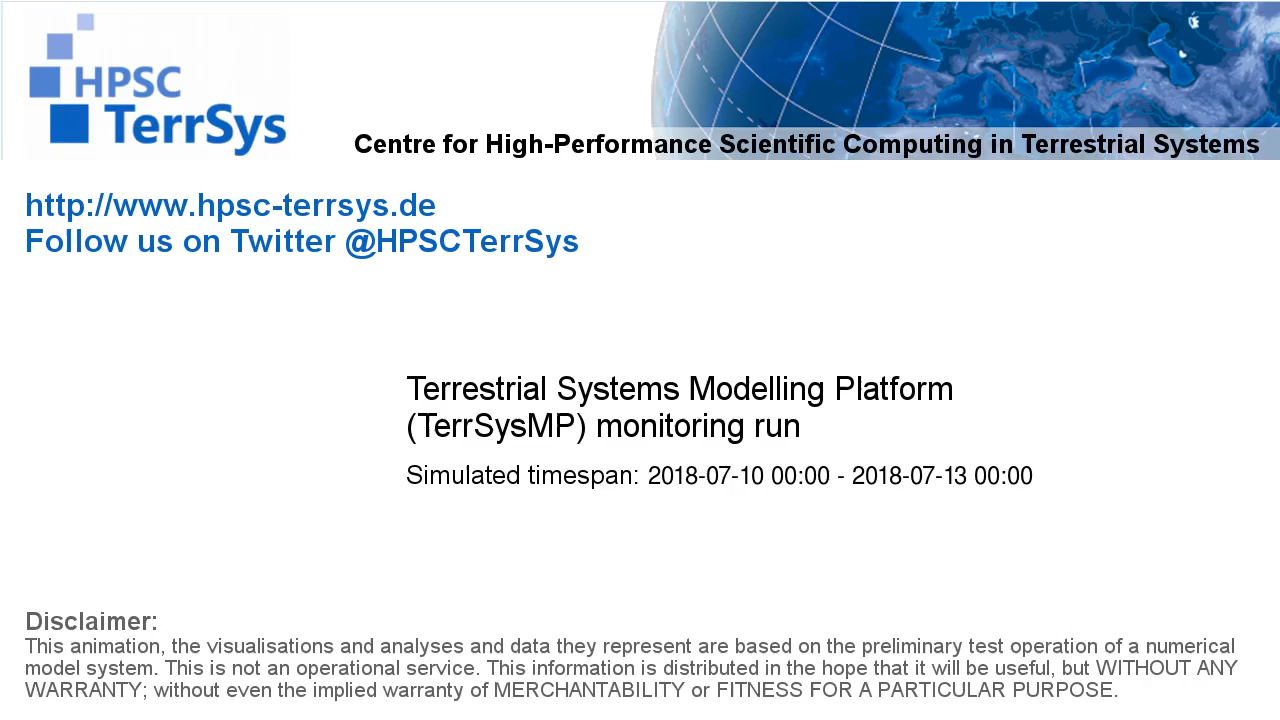 HPSC
TerrSys
Centre for High-Performance Scientific Computing in Terrestrial Systems
http://www.hpsc-terrsys.de
Follow us on Twitter @HPSCTerrSys
Terrestrial Systems Modelling Platform
(TerrSysMP) monitoring run
Simulated timespan: 2018-07-10 00:00 - 2018-07-13 00:00
Disclaimer:
This animation, the visualisations and analyses and data they represent are based on the preliminary test operation of a numerical
model system. This is not an operational service. This information is distributed in the hope that it will be useful, but WITHOUT ANY
WARRANTY; without even the implied warranty of MERCHANTABILITY or FITNESS FOR A PARTICULAR PURPOSE.